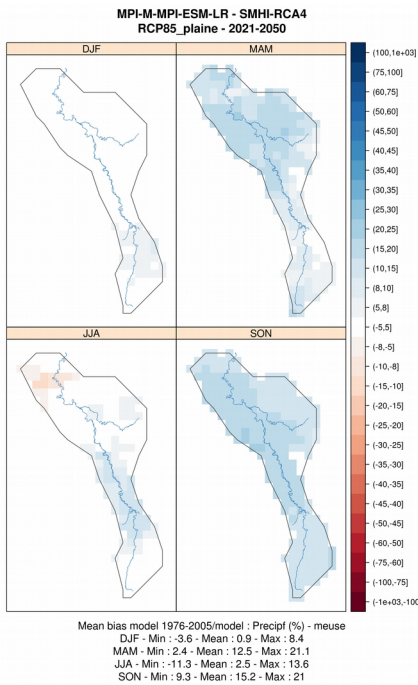 MPI-M-MPI-ESM-LR - SMHI-RCA4
RCP85_plaine - 2021-2050
DJF
MAM
JJA
SON
(100,1e+03]
(75,100]
(60,75]
(50,60]
(45,50]
(40,45]
(35,40]
(30,35]
(25,30]
(20,25]
(15,20]
(10,15]
(8,10]
(5,8]
(-5,5]
(-8,-5]
(-10,-8]
(-15,-10]
(-20,-15]
(-25,-20]
(-30,-25]
(-35,-30]
(-40,-35]
(-45,-40]
(-50,-45]
(-60,-50]
(-75,-60]
(-100,-75]
(-1e+03,-100
Mean bias model 1976-2005/model : Precipf (%) - meuse
DJF - Min : -3.6 - Mean : 0.9 - Max : 8.4
MAM - Min : 2.4 - Mean : 12.5 - Max : 21.1
JJA - Min : -11.3 - Mean : 2.5 - Max : 13.6
SON - Min : 9.3 - Mean : 15.2 - Max : 21